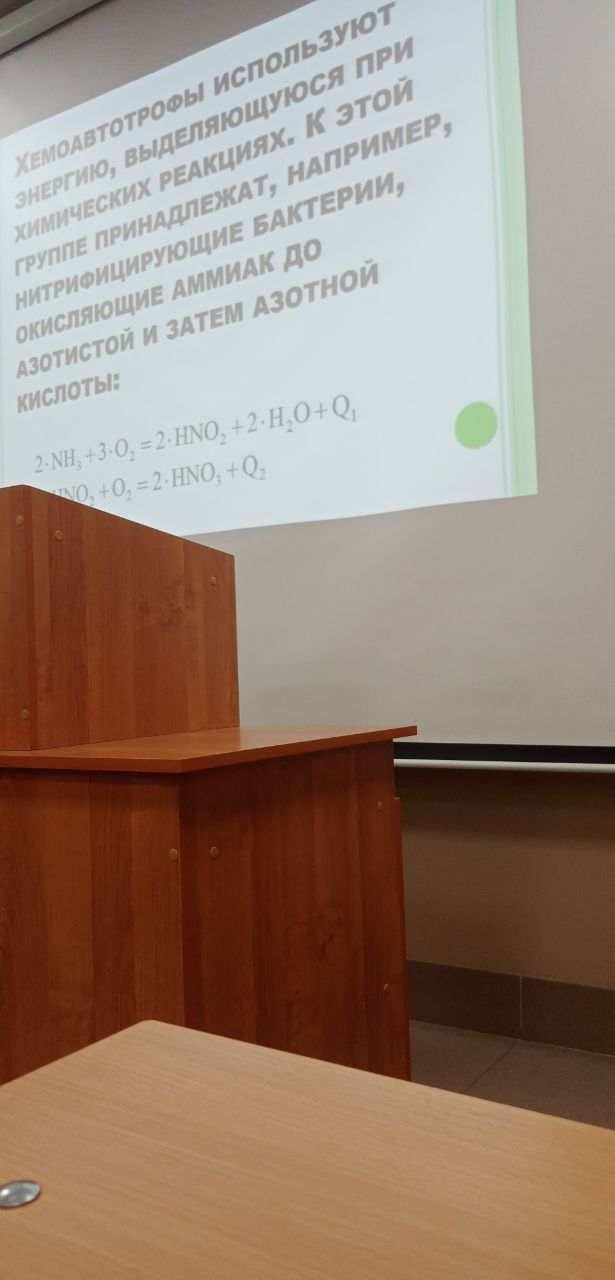 Хемоавтотрофы используют
энергию, выделяющуюся при
химических реакциях. К этой
группе принадлежат, например,
нитрифицирующие бактерии,
окисляющие аммиак до
азотистой и затем азотной
кислоты:
2·NH₃+3·O₂=2·HNO₂+2·H₂O+Q₁
HNO₂+O₂=2·HNO₃+Q₂